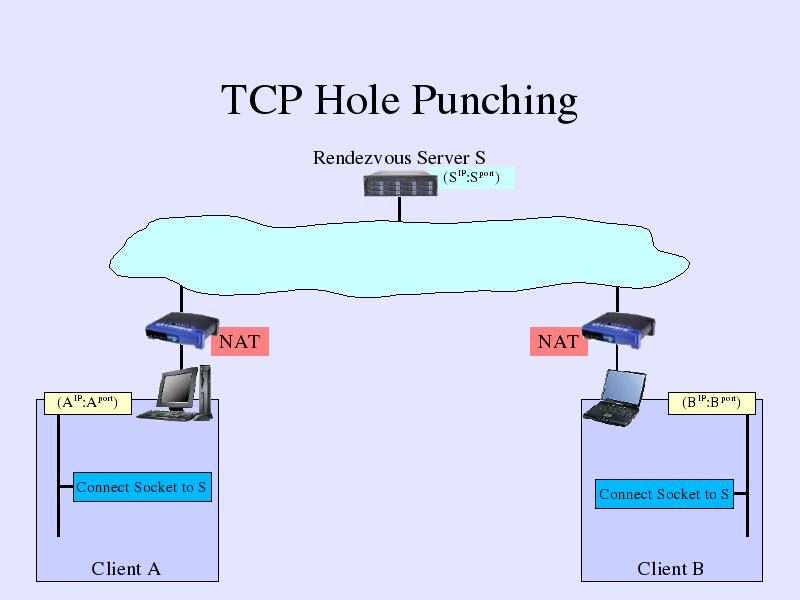 TCP Hole Punching
Rendezvous Server S
(S^IP:S^port)
NAT
NAT
(A^IP:A^port)
(B^IP:B^port)
Connect Socket to S
Connect Socket to S
Client A
Client B